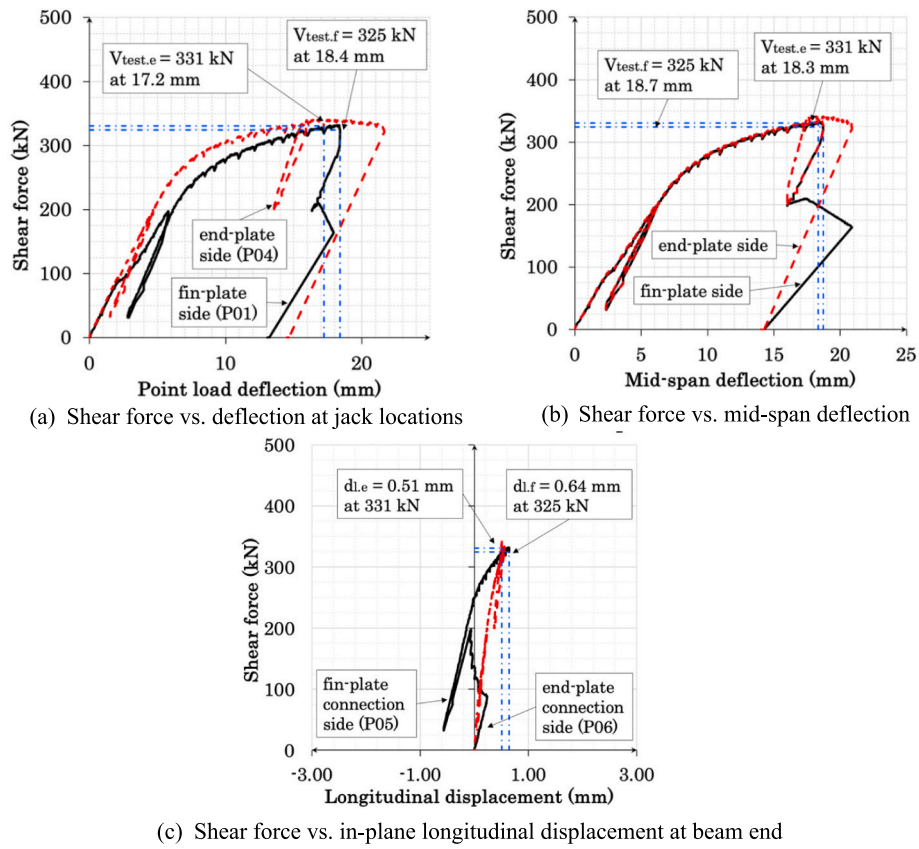 500
400
300
200
100
0
Shear force (kN)
V_test.e = 331 kN
at 17.2 mm
V_test.f = 325 kN
at 18.4 mm
end-plate
side (P04)
fin-plate
side (P01)
0
10
20
Point load deflection (mm)
(a) Shear force vs. deflection at jack locations
500
400
300
200
100
0
Shear force (kN)
V_test.f = 325 kN
at 18.7 mm
V_test.e = 331 kN
at 18.3 mm
end-plate side
fin-plate side
0
5
10
15
20
25
Mid-span deflection (mm)
(b) Shear force vs. mid-span deflection
500
400
300
200
100
0
Shear force (kN)
d_l.e = 0.51 mm
at 331 kN
d_l.f = 0.64 mm
at 325 kN
fin-plate
connection
side (P05)
end-plate
connection
side (P06)
-3.00
-1.00
1.00
3.00
Longitudinal displacement (mm)
(c) Shear force vs. in-plane longitudinal displacement at beam end